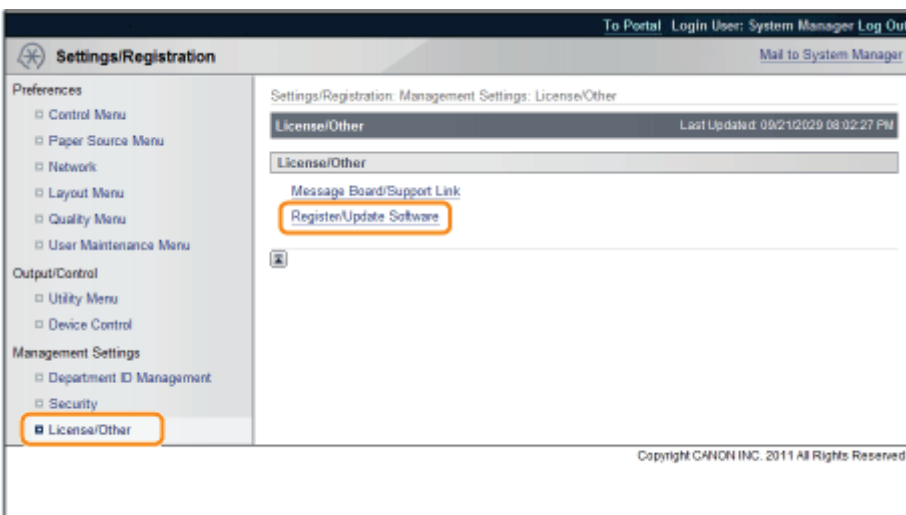 To Portal Login User: System Manager Log Out
Settings/Registration
Mail to System Manager
Preferences
Control Menu
Paper Source Menu
Network
Layout Menu
Quality Menu
User Maintenance Menu
Output/Control
Utility Menu
Device Control
Management Settings
Department ID Management
Security
License/Other
Settings/Registration: Management Settings: License/Other
License/Other Last Updated: 09/21/2029 08:02:27 PM
License/Other
Message Board/Support Link
Register/Update Software
Copyright CANON INC. 2011 All Rights Reserved